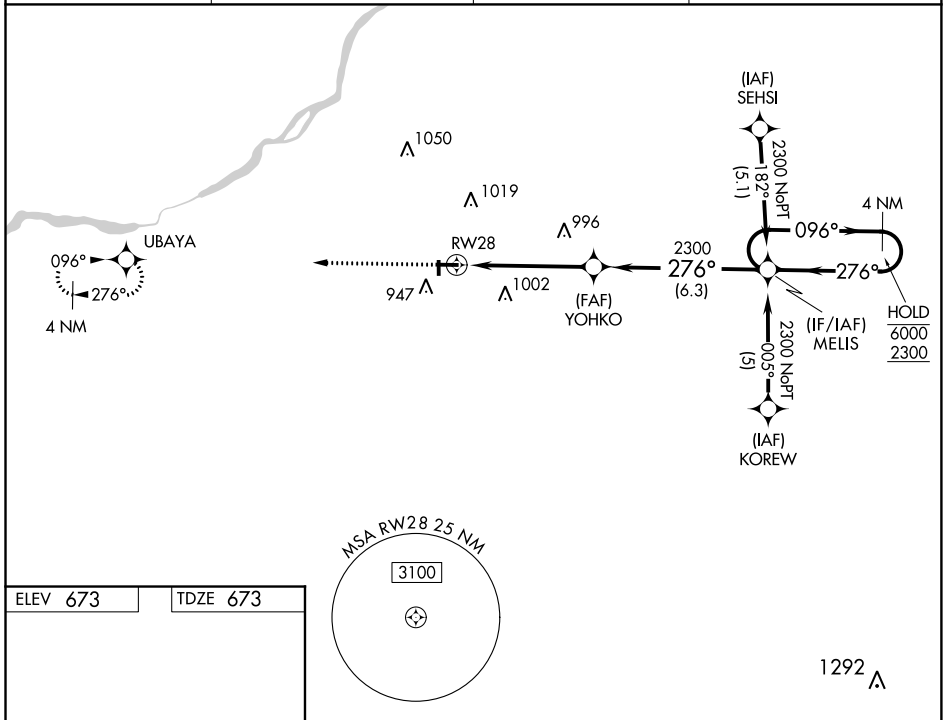 (IAF)
SEHSI
1050
2300 NoPT
182°
(5.1)
1019
4 NM
996
096°
UBAYA
RW28
2300
096°
276°
276°
(6.3)
276°
947
1002
4 NM
(FAF)
YOHKO
(IF/IAF)
MELIS
HOLD
6000
2300
2300 NoPT
005°
(5)
(IAF)
KOREW
MSA RW28 25 NM
3100
ELEV 673
TDZE 673
1292